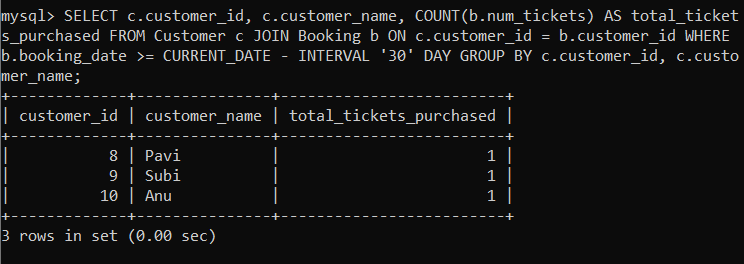 mysql> SELECT c.customer_id, c.customer_name, COUNT(b.num_tickets) AS total_ticket
s_purchased FROM Customer c JOIN Booking b ON c.customer_id = b.customer_id WHERE
b.booking_date >= CURRENT_DATE - INTERVAL '30' DAY GROUP BY c.customer_id, c.custo
mer_name;
+-------------+---------------+-------------------------+
| customer_id | customer_name | total_tickets_purchased |
+-------------+---------------+-------------------------+
|           8 | Pavi          |                       1 |
|           9 | Subi          |                       1 |
|          10 | Anu           |                       1 |
+-------------+---------------+-------------------------+
3 rows in set (0.00 sec)